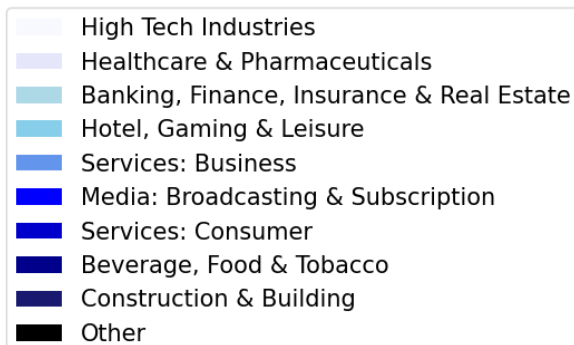 High Tech Industries
Healthcare & Pharmaceuticals
Banking, Finance, Insurance & Real Estate
Hotel, Gaming & Leisure
Services: Business
Media: Broadcasting & Subscription
Services: Consumer
Beverage, Food & Tobacco
Construction & Building
Other